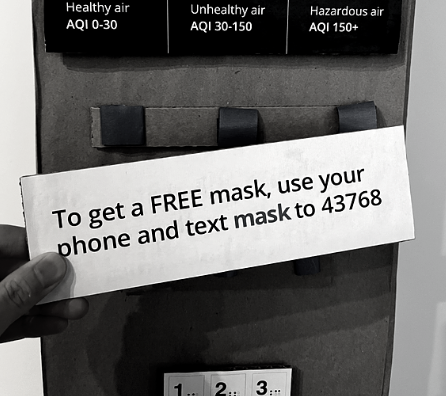 Healthy air
AQI 0-30
Unhealthy air
AQI 30-150
Hazardous air
AQI 150+
To get a FREE mask, use your
phone and text mask to 43768
1 2 3